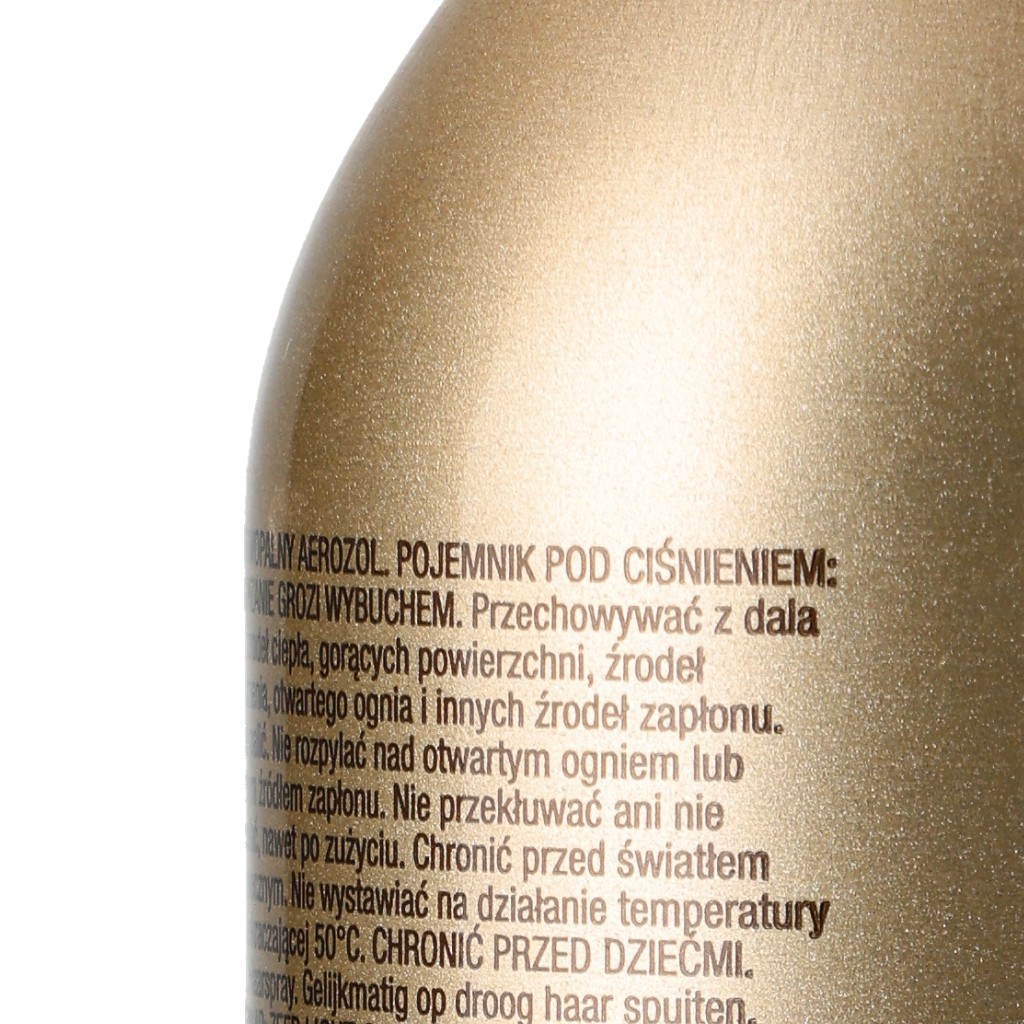 AEROZOL. POJEMNIK POD CIŚNIENIEM:
GROZI WYBUCHEM. Przechowywać z dala
ciepła, gorących powierzchni, źrodeł
otwartego ognia i innych źrodeł zapłonu.
Nie rozpylać nad otwartym ogniem lub
źródłem zapłonu. Nie przekłuwać ani nie
nawet po zużyciu. Chronić przed światłem
Nie wystawiać na działanie temperatury
50°C. CHRONIĆ PRZED DZIEĆMI.
Gelijkmatig op droog haar spuiten.